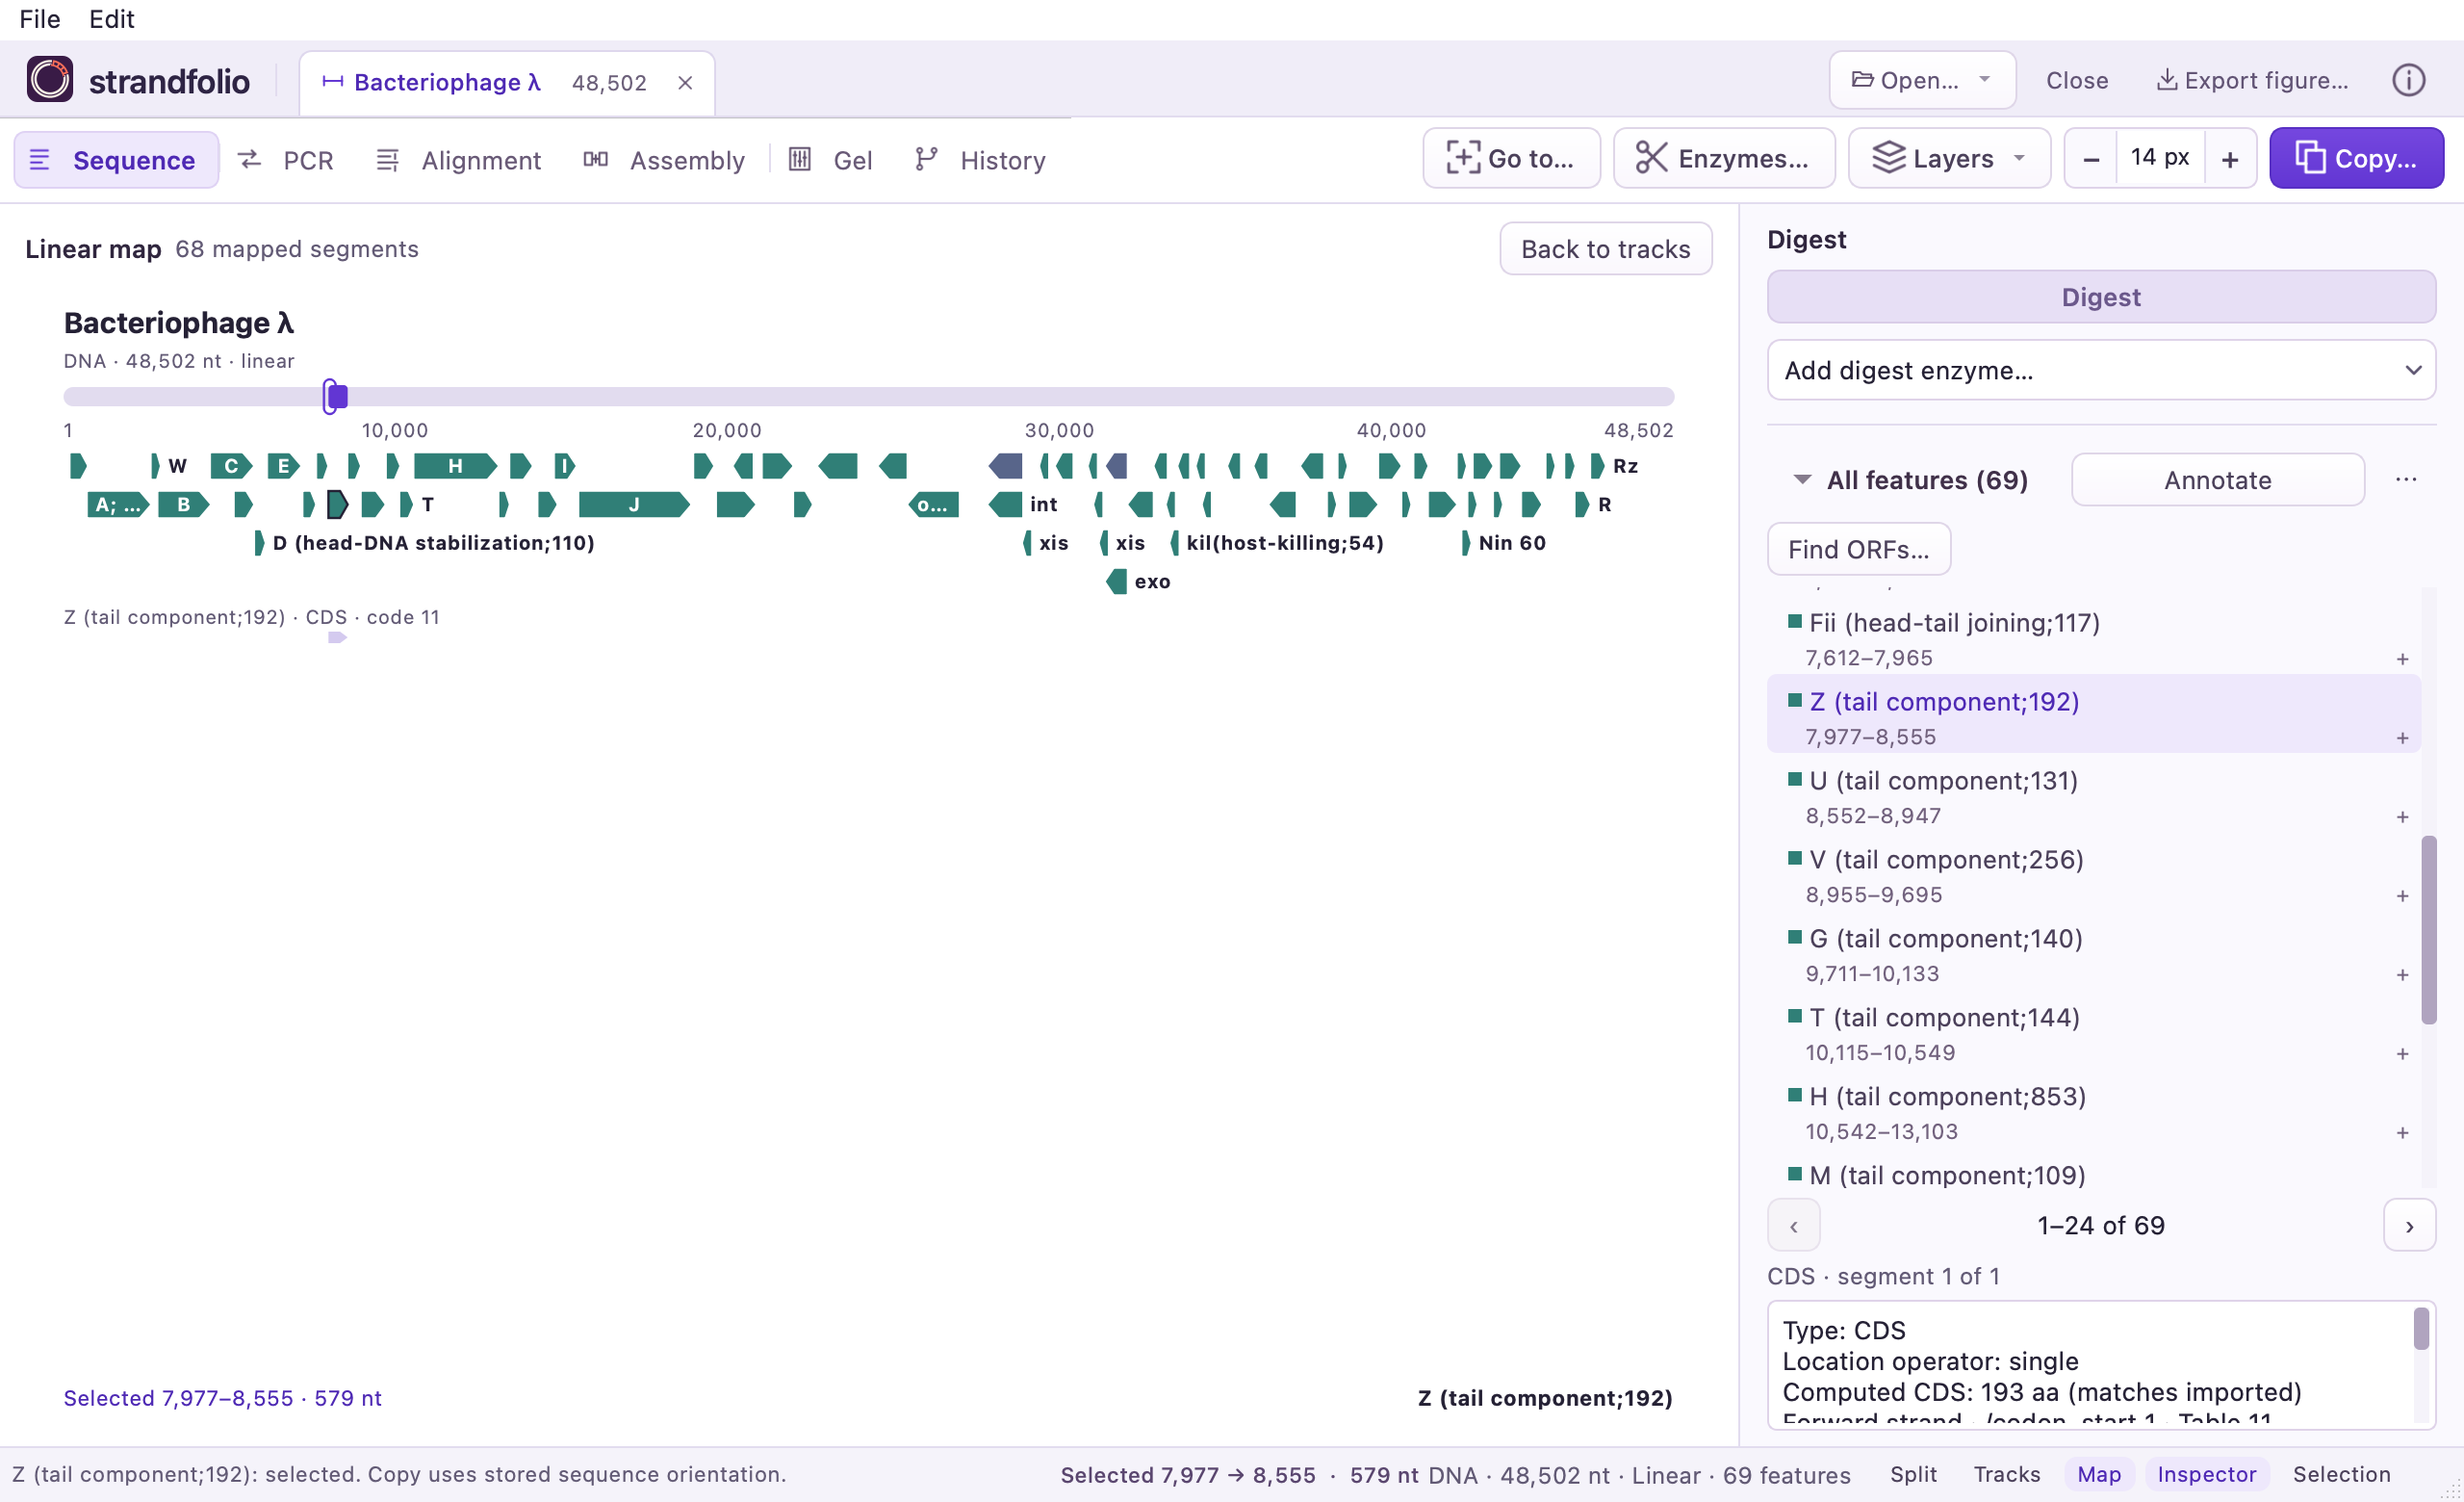 File Edit
strandfolio
Bacteriophage λ 48,502 ×
Open... Close Export figure...
Sequence PCR Alignment Assembly Gel History
Go to... Enzymes... Layers − 14 px + Copy...
Linear map 68 mapped segments
Back to tracks
Bacteriophage λ
DNA · 48,502 nt · linear
1 10,000 20,000 30,000 40,000 48,502
W C E H I Rz
A; ... B T J o... int R
D (head-DNA stabilization;110) xis xis kil(host-killing;54) Nin 60
exo
Z (tail component;192) · CDS · code 11
Selected 7,977–8,555 · 579 nt
Z (tail component;192)
Digest
Digest
Add digest enzyme...
All features (69) Annotate ...
Find ORFs...
Fii (head-tail joining;117)
7,612–7,965 +
Z (tail component;192)
7,977–8,555 +
U (tail component;131)
8,552–8,947 +
V (tail component;256)
8,955–9,695 +
G (tail component;140)
9,711–10,133 +
T (tail component;144)
10,115–10,549 +
H (tail component;853)
10,542–13,103 +
M (tail component;109)
‹ 1–24 of 69 ›
CDS · segment 1 of 1
Type: CDS
Location operator: single
Computed CDS: 193 aa (matches imported)
Forward strand · /codon_start 1 · Table 11
Z (tail component;192): selected. Copy uses stored sequence orientation.
Selected 7,977 → 8,555 · 579 nt DNA · 48,502 nt · Linear · 69 features
Split Tracks Map Inspector Selection